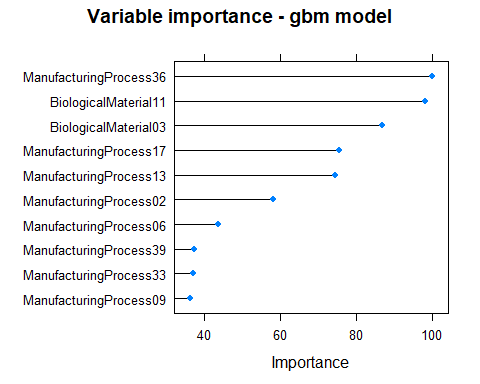 Variable importance - gbm model
ManufacturingProcess36
BiologicalMaterial11
BiologicalMaterial03
ManufacturingProcess17
ManufacturingProcess13
ManufacturingProcess02
ManufacturingProcess06
ManufacturingProcess39
ManufacturingProcess33
ManufacturingProcess09
40 60 80 100
Importance